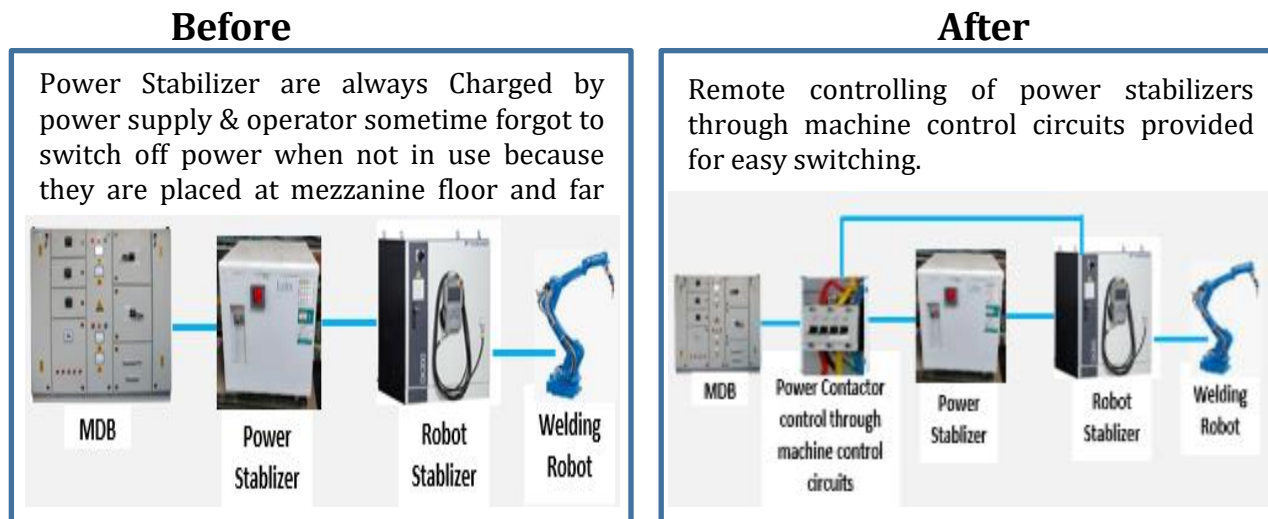 Before
Power Stabilizer are always Charged by
power supply & operator sometime forgot to
switch off power when not in use because
they are placed at mezzanine floor and far
MDB
Power
Stablizer
Robot
Stablizer
Welding
Robot
After
Remote controlling of power stabilizers
through machine control circuits provided
for easy switching.
MDB
Power Contactor
control through
machine control
circuits
Power
Stablizer
Robot
Stablizer
Welding
Robot